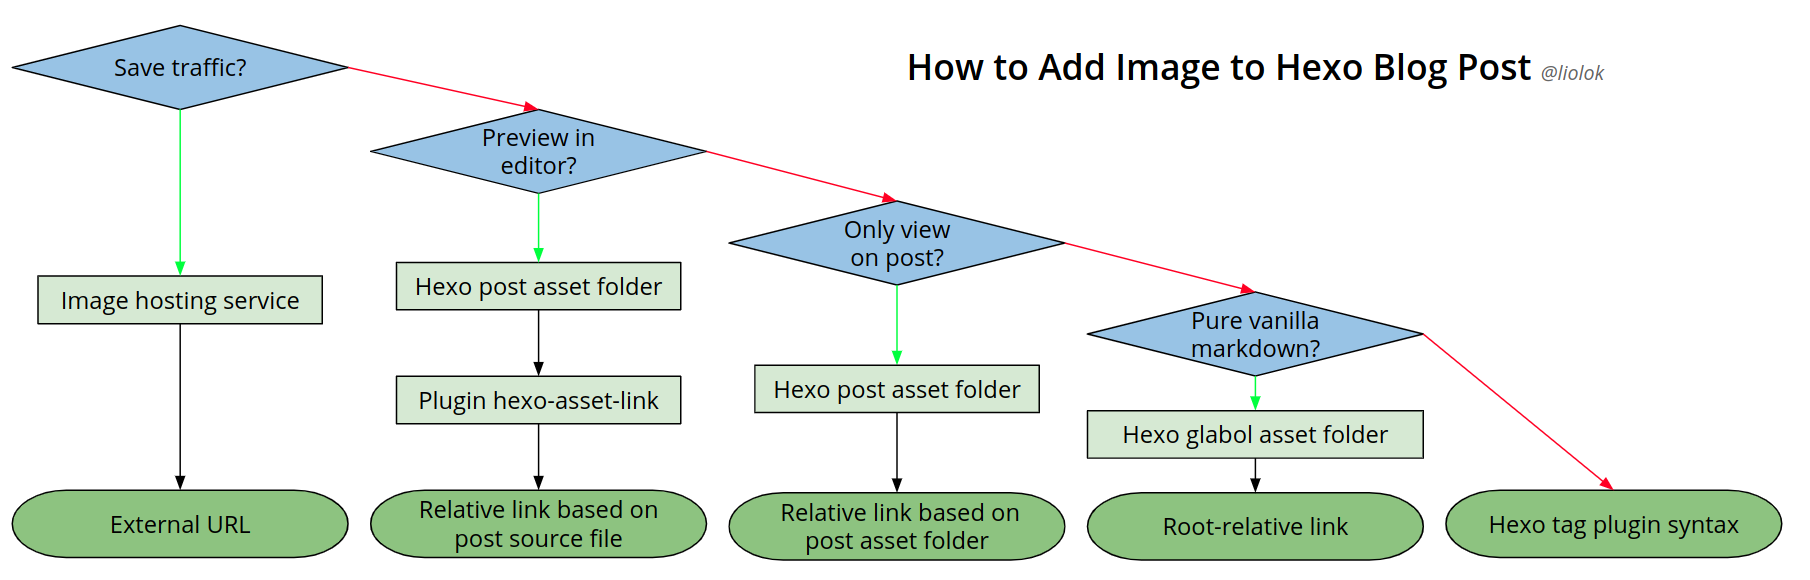 How to Add Image to Hexo Blog Post @liolok
Save traffic?
Preview in
editor?
Only view
on post?
Pure vanilla
markdown?
Image hosting service
Hexo post asset folder
Plugin hexo-asset-link
Hexo post asset folder
Hexo glabol asset folder
External URL
Relative link based on
post source file
Relative link based on
post asset folder
Root-relative link
Hexo tag plugin syntax